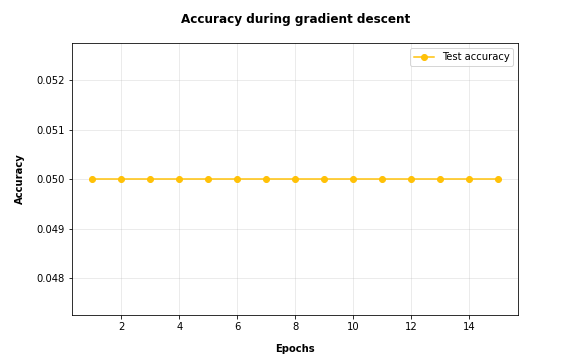 Accuracy during gradient descent
Test accuracy
0.052
0.051
0.050
0.049
0.048
Accuracy
2 4 6 8 10 12 14
Epochs